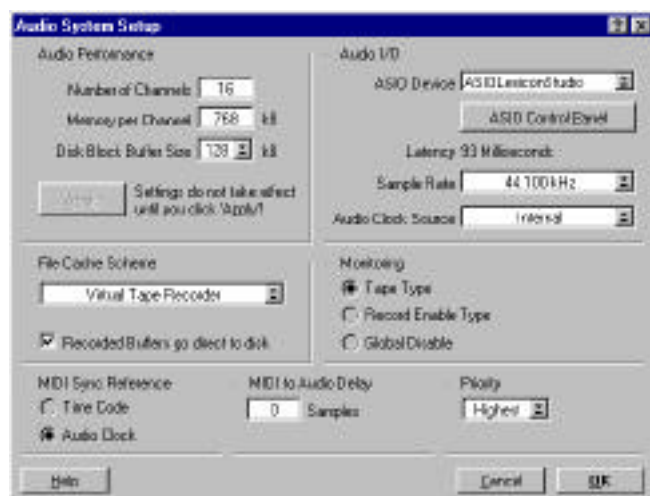 Audio System Setup
Audio Performance
Number of Channels 16
Memory per Channel 768 kB
Disk Block Buffer Size 128 kB
Settings do not take effect
until you click 'Apply'!
Audio I/O
ASIO Device ASIO Lexicon Studio
ASIO Control Panel
Latency: 93 Milliseconds
Sample Rate 44.100 kHz
Audio Clock Source Internal
File Cache Scheme
Virtual Tape Recorder
Recorded Buffers go direct to disk
Monitoring
Tape Type
Record Enable Type
Global Disable
MIDI Sync Reference
Time Code
Audio Clock
MIDI to Audio Delay
0 Samples
Priority
Highest
Help
Cancel
OK